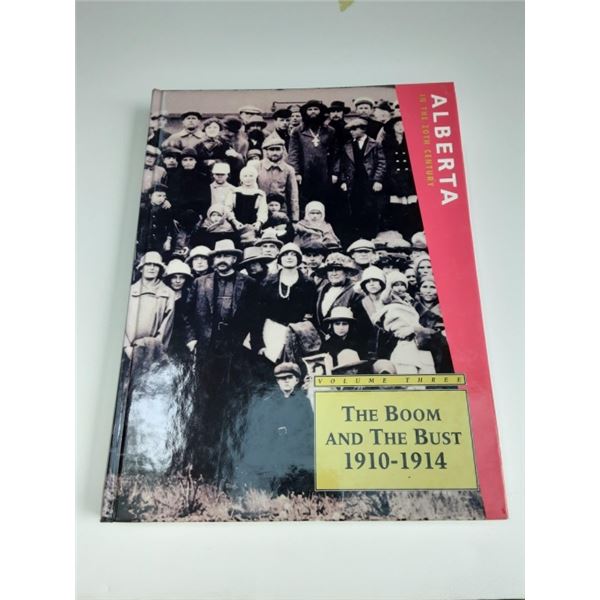 ALBERTA
IN THE 20TH CENTURY
VOLUME THREE
THE BOOM
AND THE BUST
1910-1914